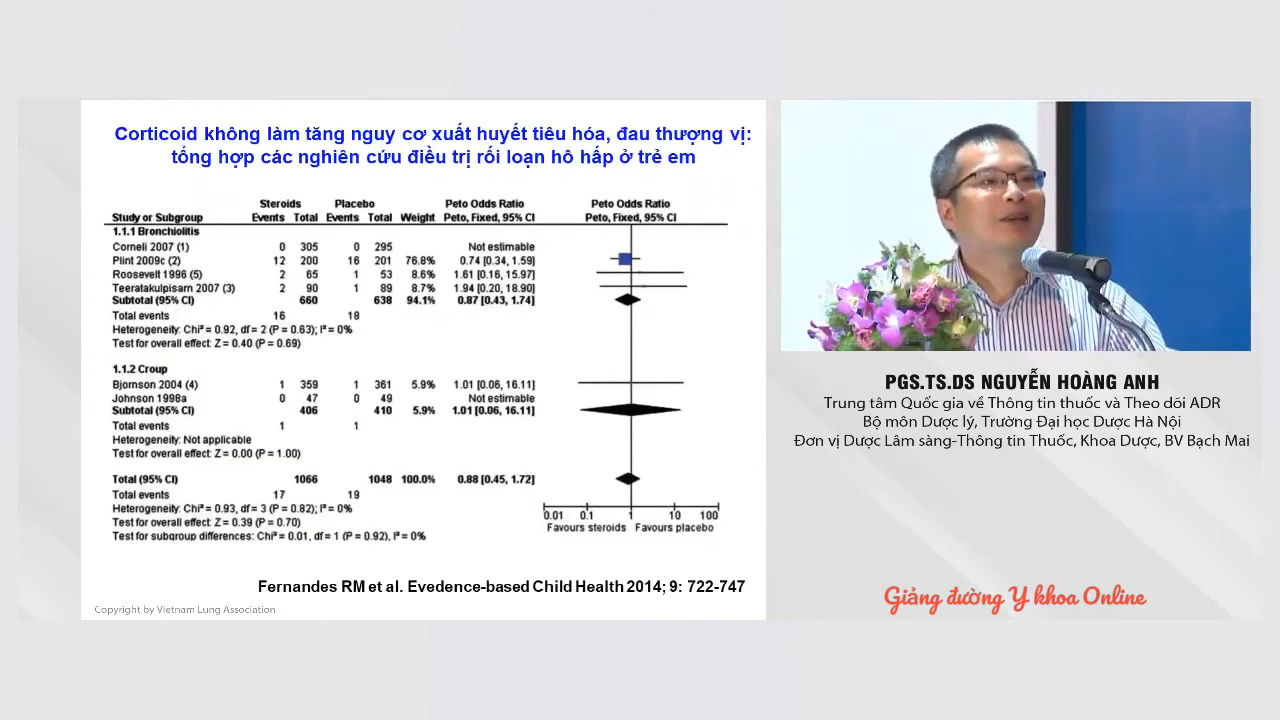 Corticoid không làm tăng nguy cơ xuất huyết tiêu hóa, đau thượng vị:
tổng hợp các nghiên cứu điều trị rối loạn hô hấp ở trẻ em
Steroids Placebo Peto Odds Ratio Peto Odds Ratio
Study or Subgroup Events Total Events Total Weight Peto, Fixed, 95% CI Peto, Fixed, 95% CI
1.1.1 Bronchiolitis
Corneli 2007 (1) 0 305 0 295 Not estimable
Plint 2009c (2) 12 200 16 201 76.8% 0.74 [0.34, 1.59]
Roosevelt 1996 (5) 2 65 1 53 8.6% 1.61 [0.16, 15.97]
Teeratakulpisarn 2007 (3) 2 90 1 89 8.7% 1.94 [0.20, 18.90]
Subtotal (95% CI) 660 638 94.1% 0.87 [0.43, 1.74]
Total events 16 18
Heterogeneity: Chi² = 0.92, df = 2 (P = 0.63); I² = 0%
Test for overall effect: Z = 0.40 (P = 0.69)
1.1.2 Croup
Bjornson 2004 (4) 1 359 1 361 5.9% 1.01 [0.06, 16.11]
Johnson 1998a 0 47 0 49 Not estimable
Subtotal (95% CI) 406 410 5.9% 1.01 [0.06, 16.11]
Total events 1 1
Heterogeneity: Not applicable
Test for overall effect: Z = 0.00 (P = 1.00)
Total (95% CI) 1066 1048 100.0% 0.88 [0.45, 1.72]
Total events 17 19
Heterogeneity: Chi² = 0.93, df = 3 (P = 0.82); I² = 0%
Test for overall effect: Z = 0.39 (P = 0.70)
Test for subgroup differences: Chi² = 0.01, df = 1 (P = 0.92), I² = 0%
0.01 0.1 1 10 100
Favours steroids Favours placebo
Fernandes RM et al. Evedence-based Child Health 2014; 9: 722-747
Copyright by Vietnam Lung Association
PGS.TS.DS NGUYỄN HOÀNG ANH
Trung tâm Quốc gia về Thông tin thuốc và Theo dõi ADR
Bộ môn Dược lý, Trường Đại học Dược Hà Nội
Đơn vị Dược Lâm sàng-Thông tin Thuốc, Khoa Dược, BV Bạch Mai
Giảng đường Y khoa Online